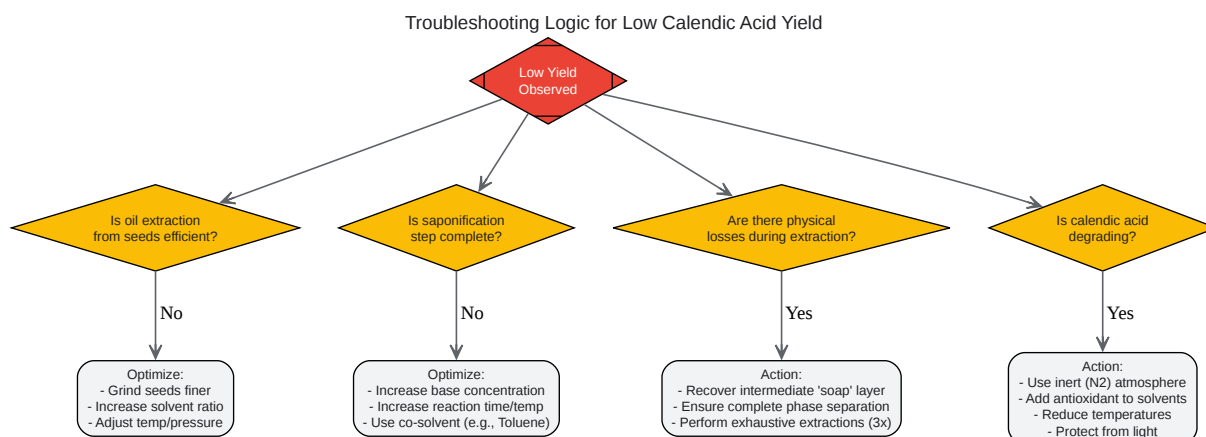 Troubleshooting Logic for Low Calendic Acid Yield
Low Yield
Observed
Is oil extraction
from seeds efficient?
Is saponification
step complete?
Are there physical
losses during extraction?
Is calendic acid
degrading?
No
No
Yes
Yes
Optimize:
- Grind seeds finer
- Increase solvent ratio
- Adjust temp/pressure
Optimize:
- Increase base concentration
- Increase reaction time/temp
- Use co-solvent (e.g., Toluene)
Action:
- Recover intermediate 'soap' layer
- Ensure complete phase separation
- Perform exhaustive extractions (3x)
Action:
- Use inert (N2) atmosphere
- Add antioxidant to solvents
- Reduce temperatures
- Protect from light